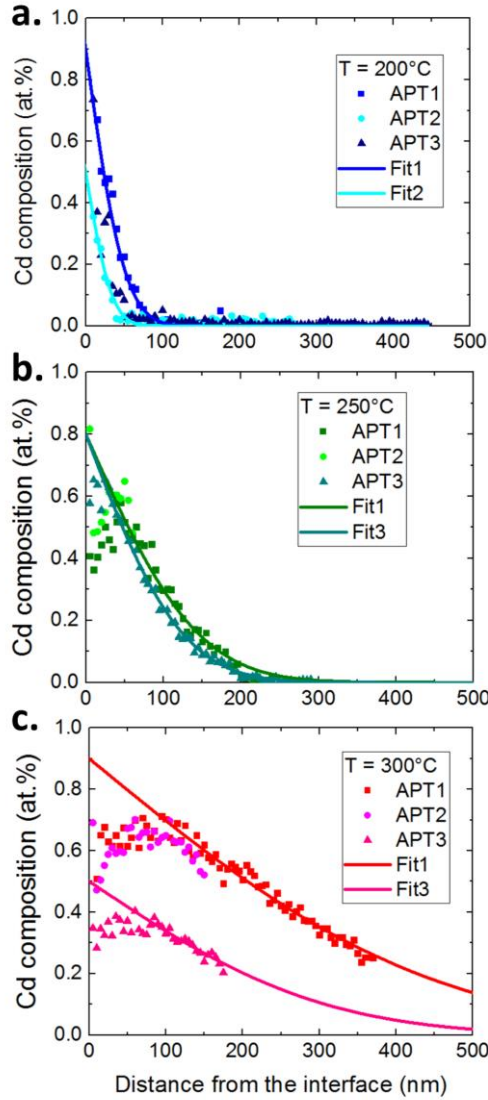 a.
1.0
0.8
0.6
0.4
0.2
0.0
Cd composition (at.%)
T = 200°C
APT1
APT2
APT3
Fit1
Fit2
0 100 200 300 400 500
b.
1.0
0.8
0.6
0.4
0.2
0.0
Cd composition (at.%)
T = 250°C
APT1
APT2
APT3
Fit1
Fit3
0 100 200 300 400 500
c.
1.0
0.8
0.6
0.4
0.2
0.0
Cd composition (at.%)
T = 300°C
APT1
APT2
APT3
Fit1
Fit3
0 100 200 300 400 500
Distance from the interface (nm)